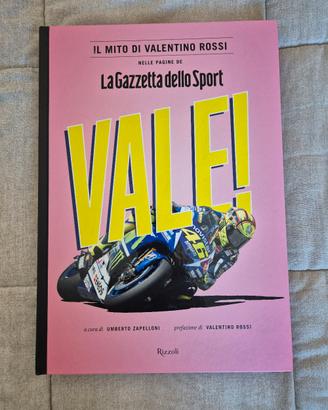 IL MITO DI VALENTINO ROSSI
NELLE PAGINE DE
La Gazzetta dello Sport
VALE!
46
a cura di UMBERTO ZAPELLONI
prefazione di VALENTINO ROSSI
Rizzoli